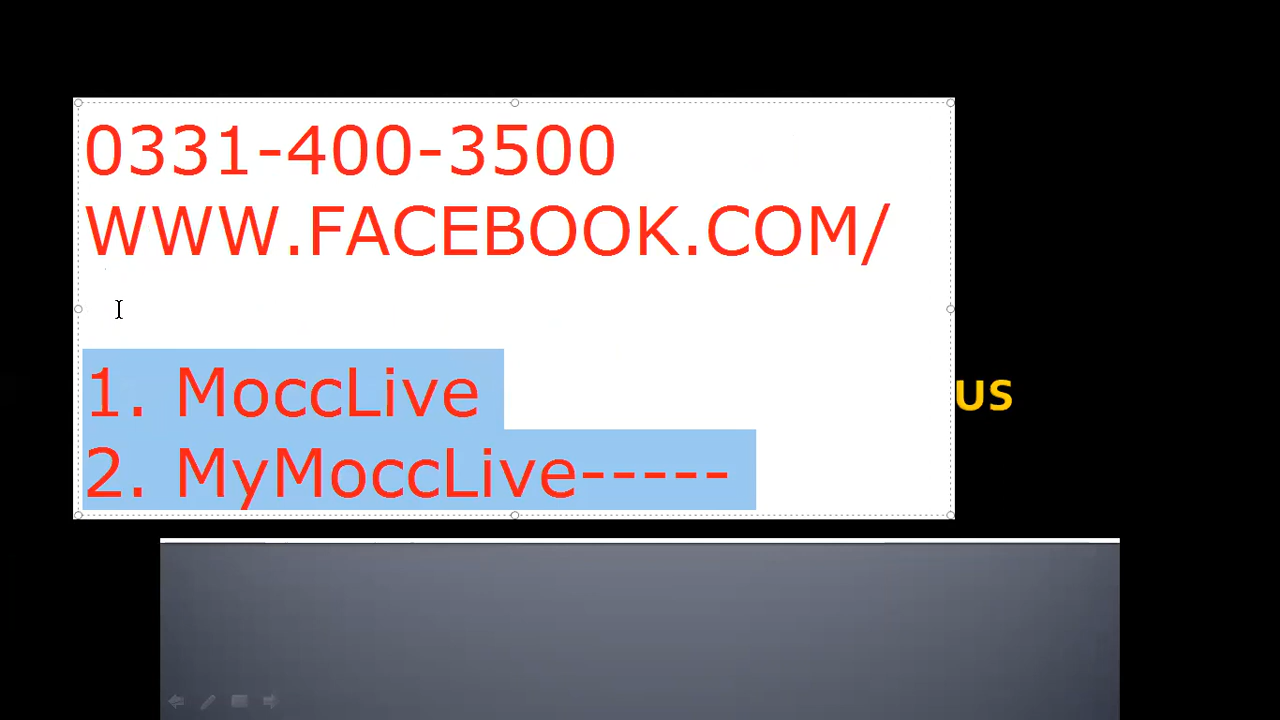 0331-400-3500
WWW.FACEBOOK.COM/
1. MoccLive
2. MyMoccLive-----
US